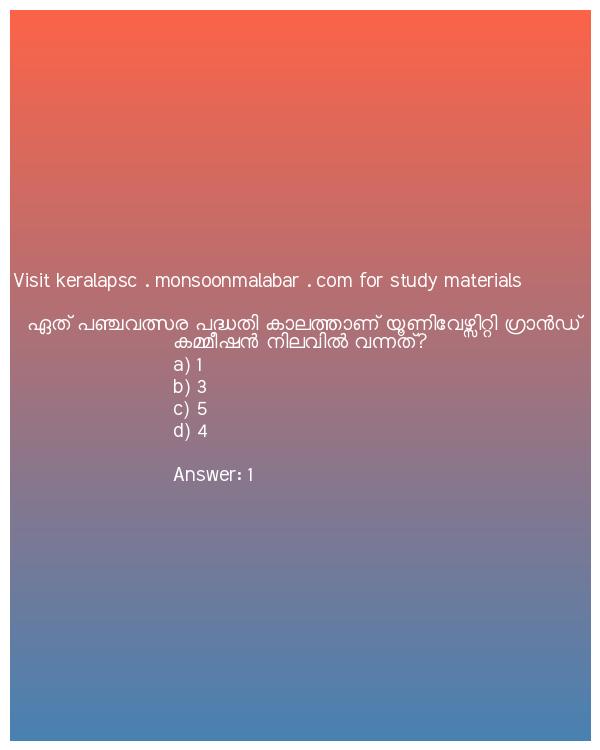 Visit keralapsc . monsoonmalabar . com for study materials
ഏത് പഞ്ചവത്സര പദ്ധതി കാലത്താണ് യൂണിവേഴ്സിറ്റി ഗ്രാൻഡ്
കമ്മീഷൻ നിലവിൽ വന്നത്?
a) 1
b) 3
c) 5
d) 4
Answer: 1